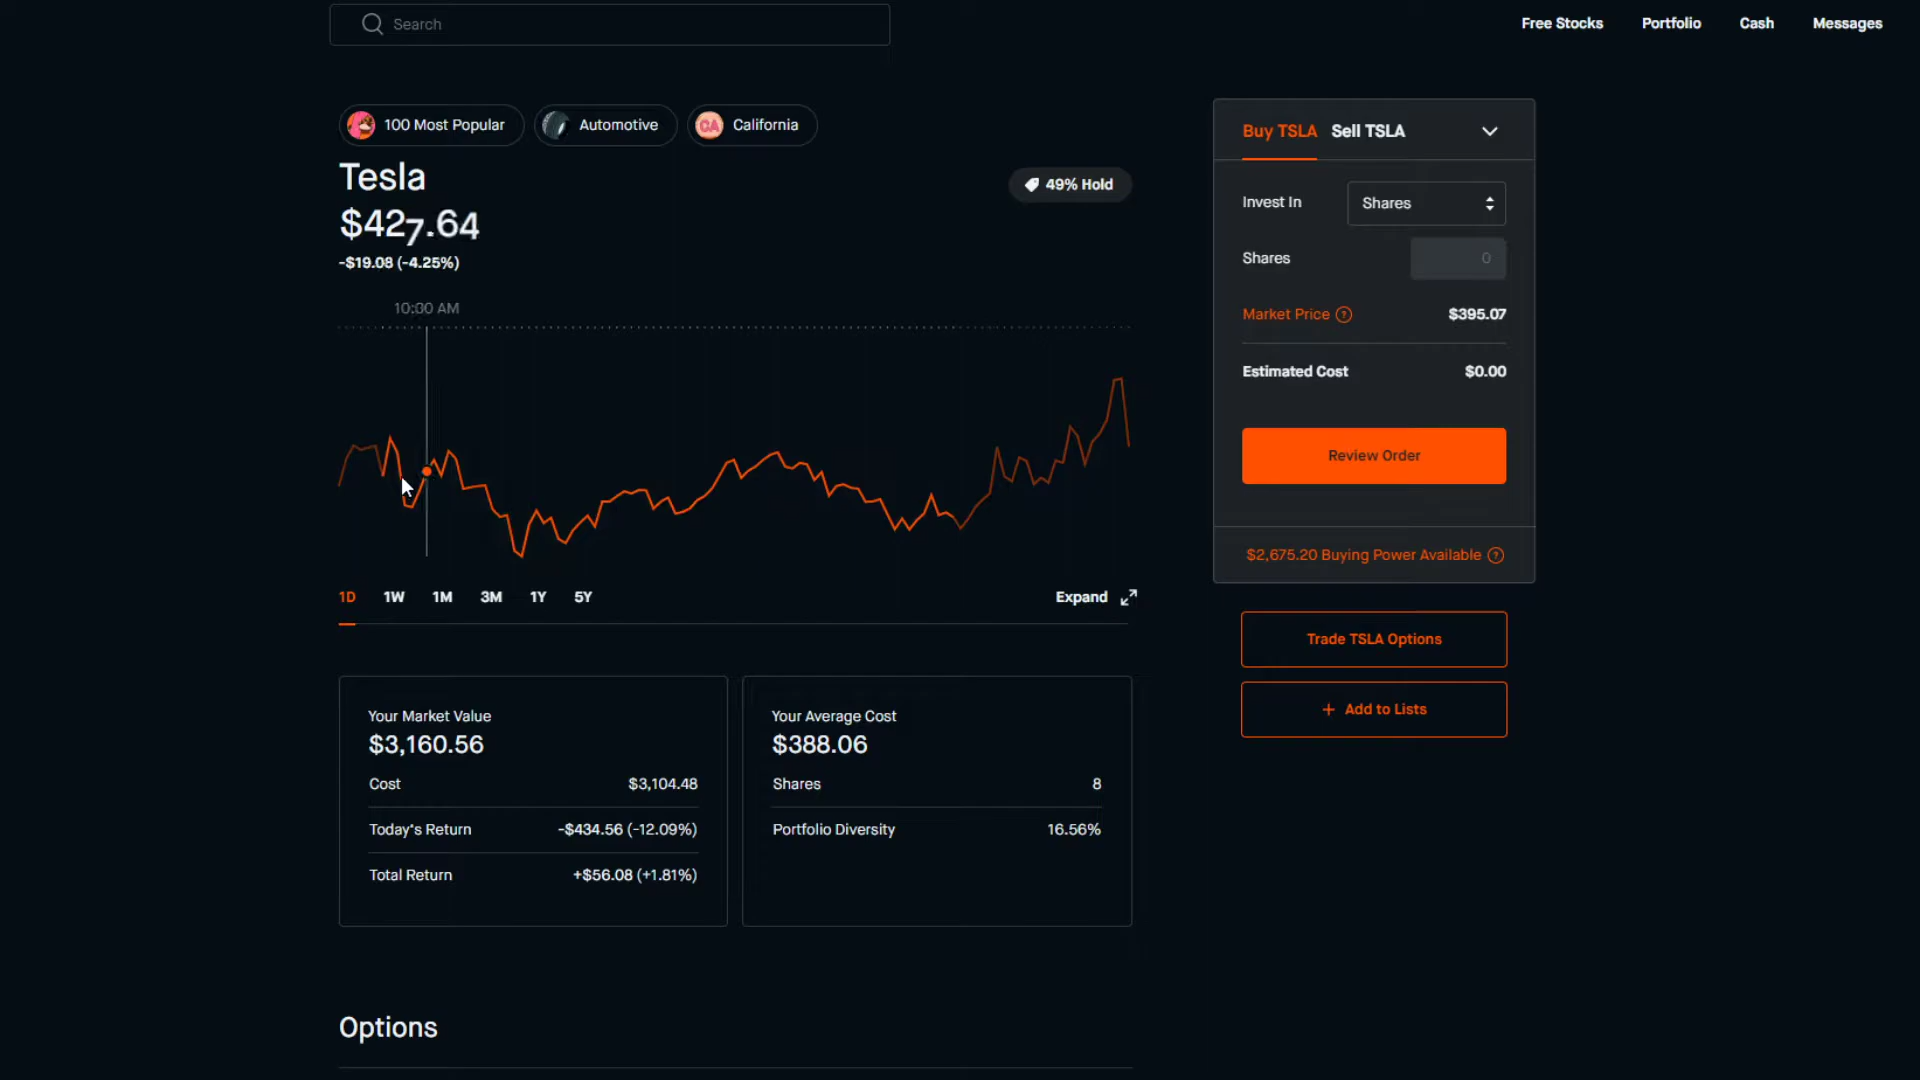 Search
Free Stocks Portfolio Cash Messages
100 Most Popular Automotive CA California
Tesla
49% Hold
$427.64
-$19.08 (-4.25%)
10:00 AM
1D 1W 1M 3M 1Y 5Y Expand
Buy TSLA Sell TSLA
Invest In Shares
Shares 0
Market Price ? $395.07
Estimated Cost $0.00
Review Order
$2,675.20 Buying Power Available ?
Trade TSLA Options
+ Add to Lists
Your Market Value
$3,160.56
Cost $3,104.48
Today's Return -$434.56 (-12.09%)
Total Return +$56.08 (+1.81%)
Your Average Cost
$388.06
Shares 8
Portfolio Diversity 16.56%
Options